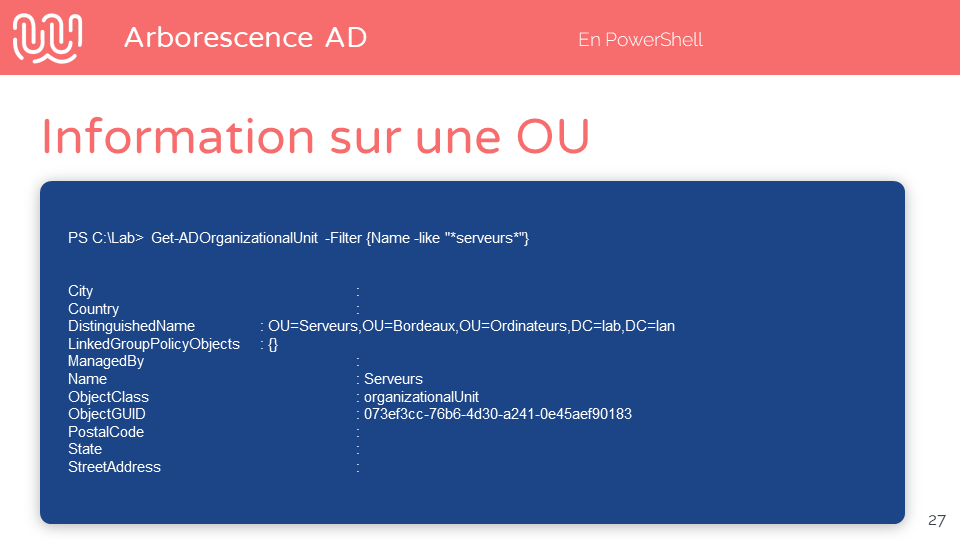 Arborescence AD
En PowerShell
Information sur une OU
PS C:\Lab> Get-ADOrganizationalUnit -Filter {Name -like "*serveurs*"}
City :
Country :
DistinguishedName : OU=Serveurs,OU=Bordeaux,OU=Ordinateurs,DC=lab,DC=lan
LinkedGroupPolicyObjects : {}
ManagedBy :
Name : Serveurs
ObjectClass : organizationalUnit
ObjectGUID : 073ef3cc-76b6-4d30-a241-0e45aef90183
PostalCode :
State :
StreetAddress :
27